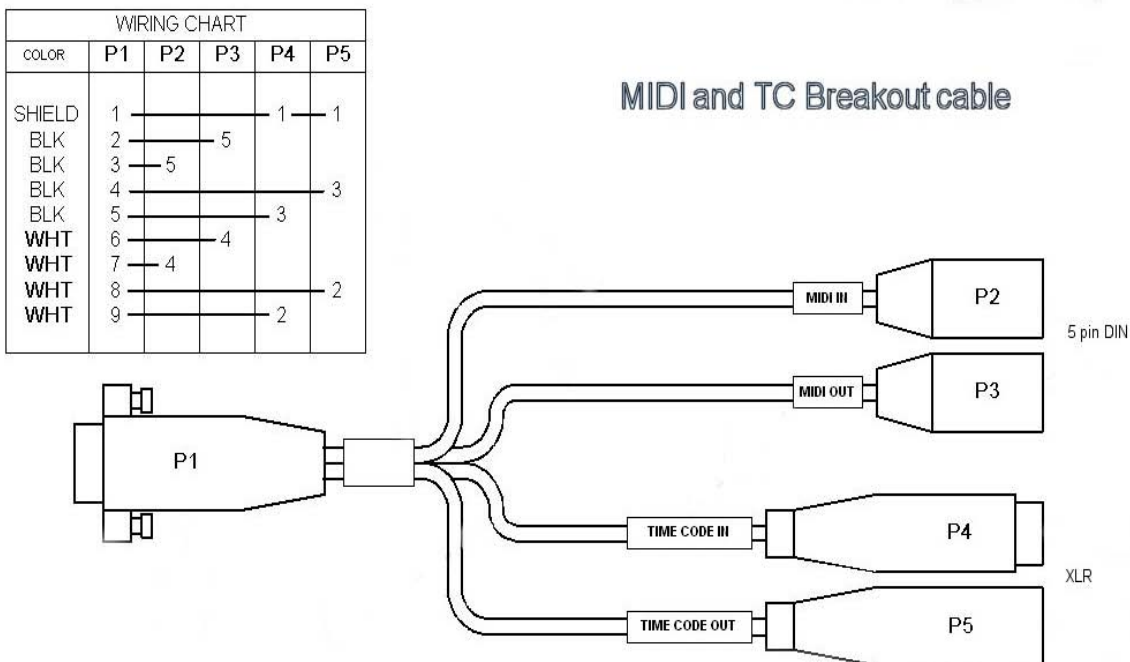 WIRING CHART
COLOR P1 P2 P3 P4 P5
SHIELD 1 1 1
BLK 2 5
BLK 3 5
BLK 4 3
BLK 5 3
WHT 6 4
WHT 7 4
WHT 8 2
WHT 9 2
MIDI and TC Breakout cable
MIDI IN P2
5 pin DIN
MIDI OUT P3
P1
TIME CODE IN P4
XLR
TIME CODE OUT P5